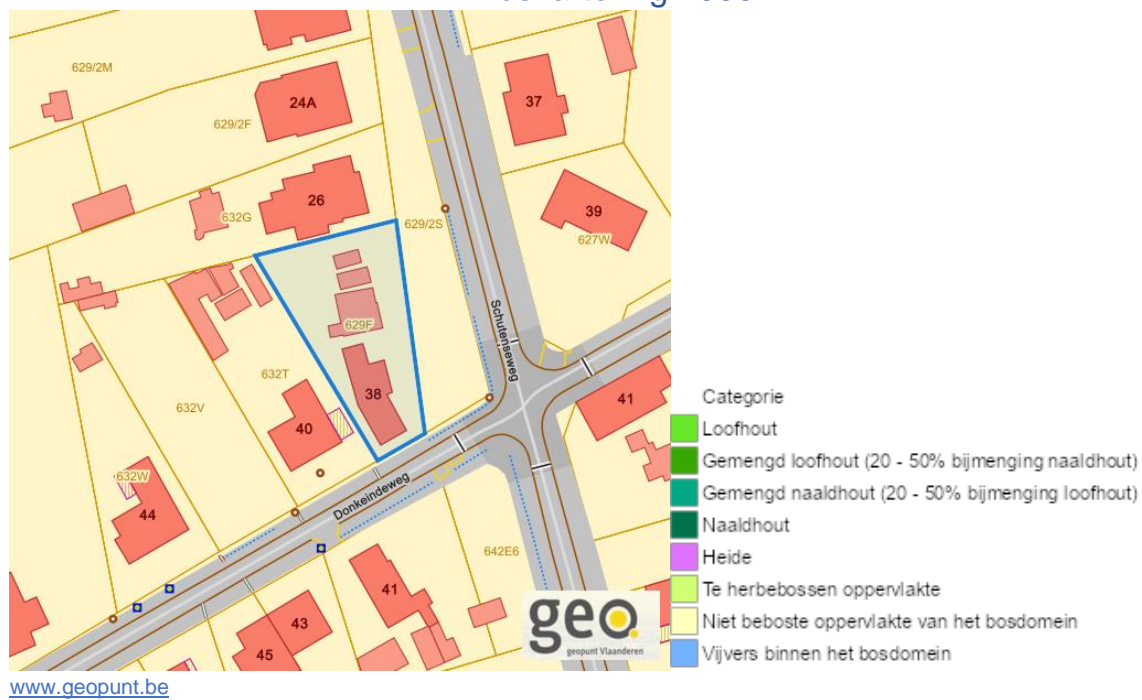 629/2M
24A
37
629/2F
26
39
632G
629/2S
627W
Schutenseweg
629F
632T
38
41
632V
40
632W
44
Donkeindeweg
642E6
41
43
45
geo
geopunt Vlaanderen
Categorie
Loofhout
Gemengd loofhout (20 - 50% bijmenging naaldhout)
Gemengd naaldhout (20 - 50% bijmenging loofhout)
Naaldhout
Heide
Te herbebossen oppervlakte
Niet beboste oppervlakte van het bosdomein
Vijvers binnen het bosdomein
www.geopunt.be